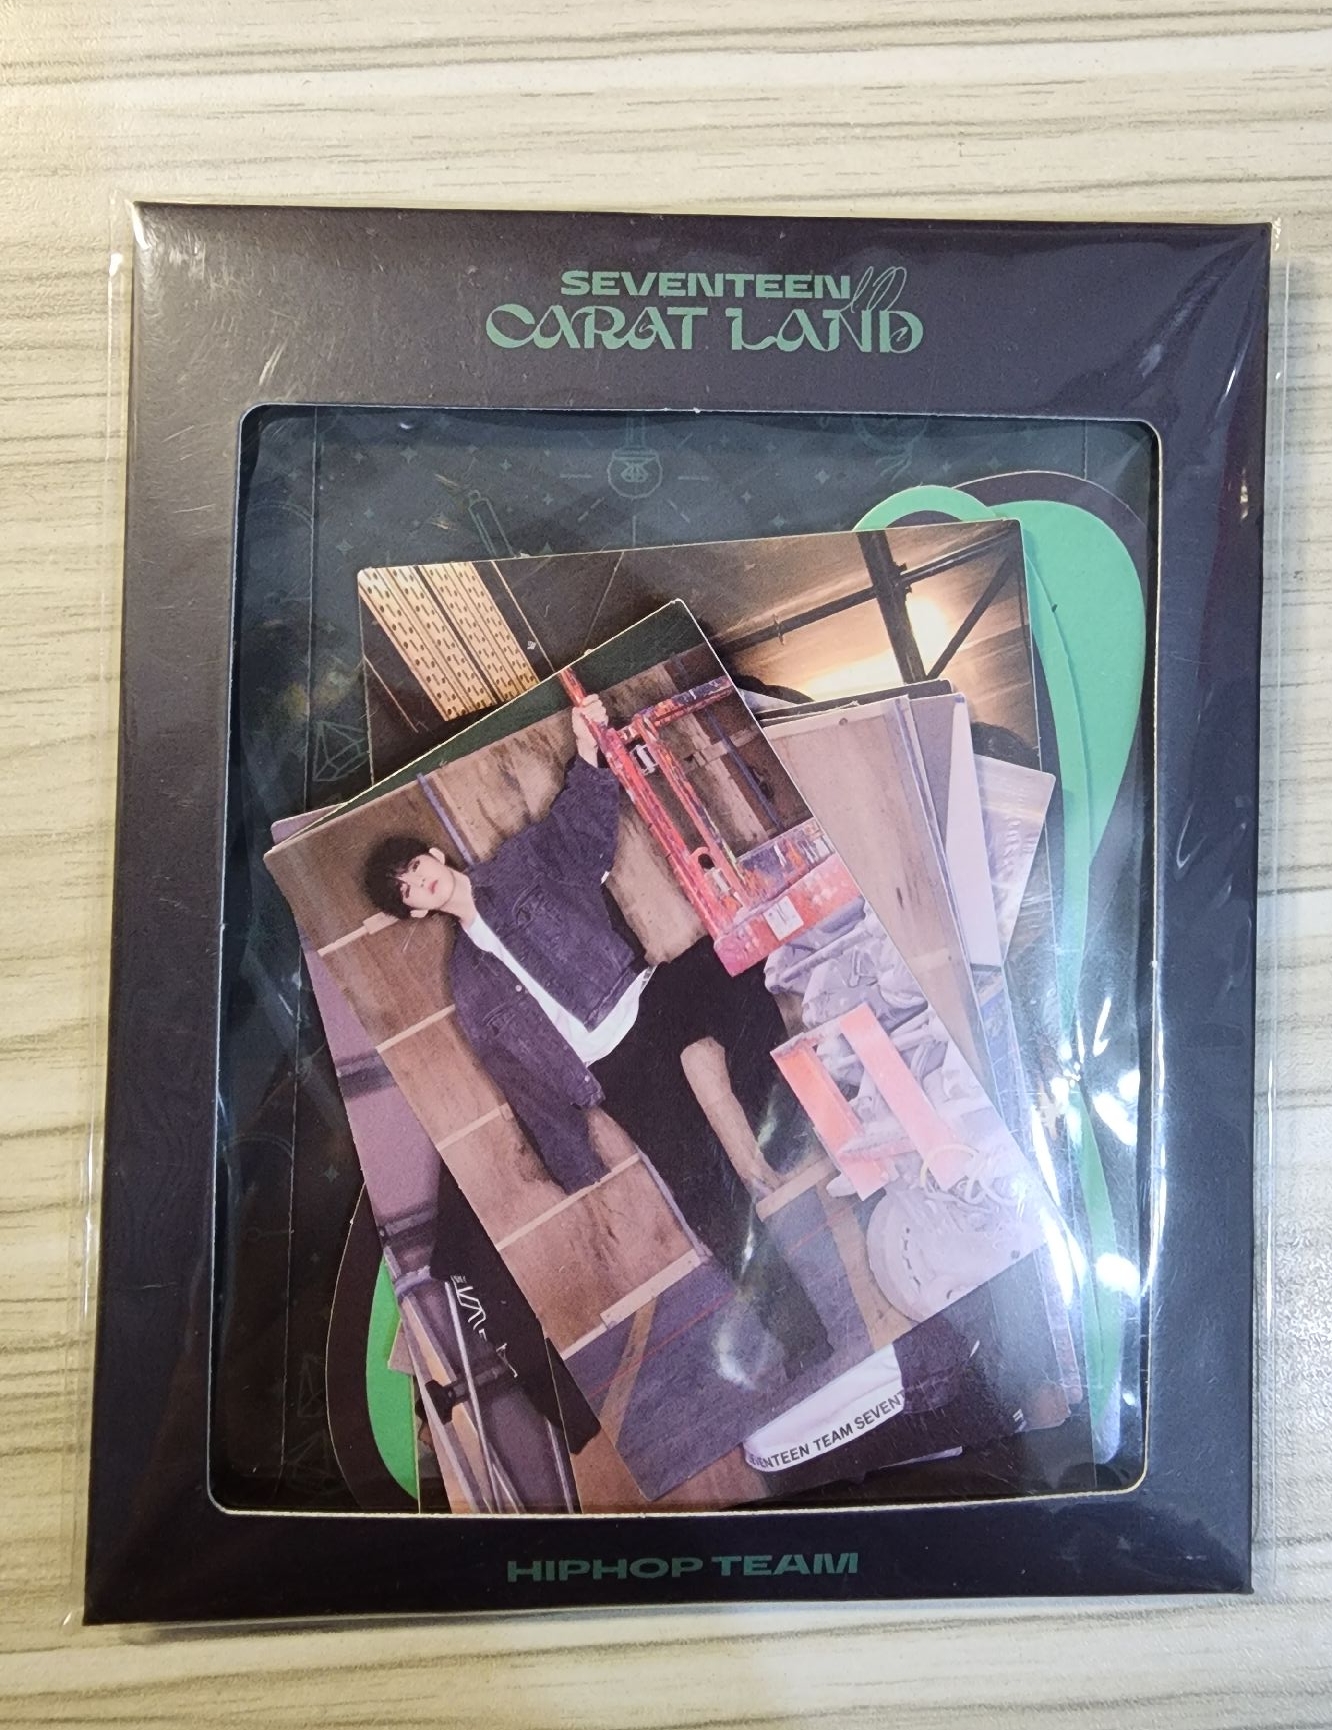 SEVENTEEN
CARAT LAND
SEVENTEEN TEAM SEVENT
HIPHOP TEAM